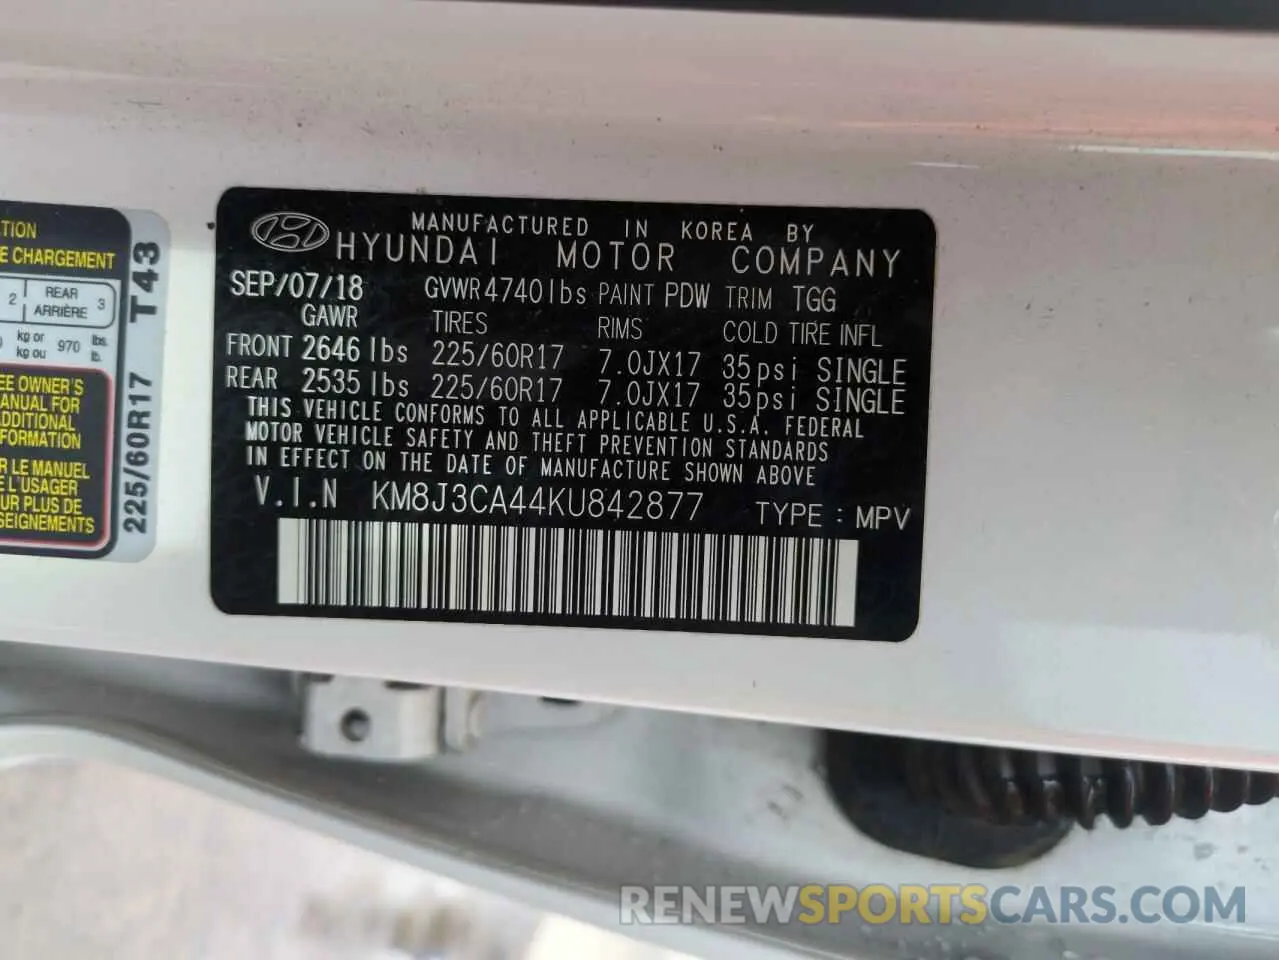 TION
E CHARGEMENT
2 REAR ARRIÈRE 3
kg or kg ou 970 lbs. lb.
EE OWNER'S
ANUAL FOR
ADDITIONAL
FORMATION
R LE MANUEL
E L'USAGER
UR PLUS DE
SEIGNEMENTS
225/60R17 T43
MANUFACTURED IN KOREA BY
HYUNDAI MOTOR COMPANY
SEP/07/18 GVWR 4740lbs PAINT PDW TRIM TGG
GAWR TIRES RIMS COLD TIRE INFL
FRONT 2646 lbs 225/60R17 7.0JX17 35psi SINGLE
REAR 2535 lbs 225/60R17 7.0JX17 35psi SINGLE
THIS VEHICLE CONFORMS TO ALL APPLICABLE U.S.A. FEDERAL
MOTOR VEHICLE SAFETY AND THEFT PREVENTION STANDARDS
IN EFFECT ON THE DATE OF MANUFACTURE SHOWN ABOVE
V.I.N KM8J3CA44KU842877 TYPE : MPV
RENEWSPORTSCARS.COM